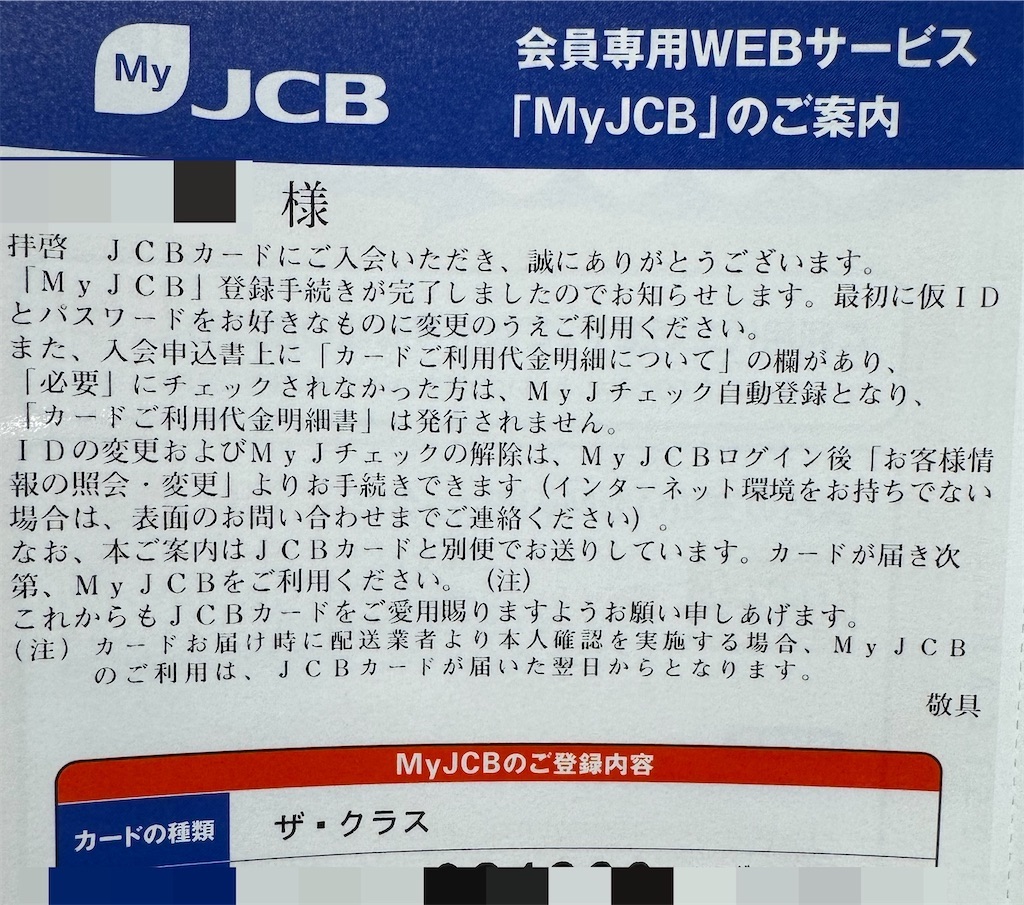 My JCB
会員専用WEBサービス
「MyJCB」のご案内
様
拝啓　ＪＣＢカードにご入会いただき、誠にありがとうございます。
「ＭｙＪＣＢ」登録手続きが完了しましたのでお知らせします。最初に仮ＩＤ
とパスワードをお好きなものに変更のうえご利用ください。
また、入会申込書上に「カードご利用代金明細について」の欄があり、
「必要」にチェックされなかった方は、ＭｙＪチェック自動登録となり、
「カードご利用代金明細書」は発行されません。
ＩＤの変更およびＭｙＪチェックの解除は、ＭｙＪＣＢログイン後「お客様情
報の照会・変更」よりお手続きできます（インターネット環境をお持ちでない
場合は、表面のお問い合わせまでご連絡ください）。
なお、本ご案内はＪＣＢカードと別便でお送りしています。カードが届き次
第、ＭｙＪＣＢをご利用ください。（注）
これからもＪＣＢカードをご愛用賜りますようお願い申しあげます。
（注）カードお届け時に配送業者より本人確認を実施する場合、ＭｙＪＣＢ
のご利用は、ＪＣＢカードが届いた翌日からとなります。
敬具
MyJCBのご登録内容
カードの種類　ザ・クラス